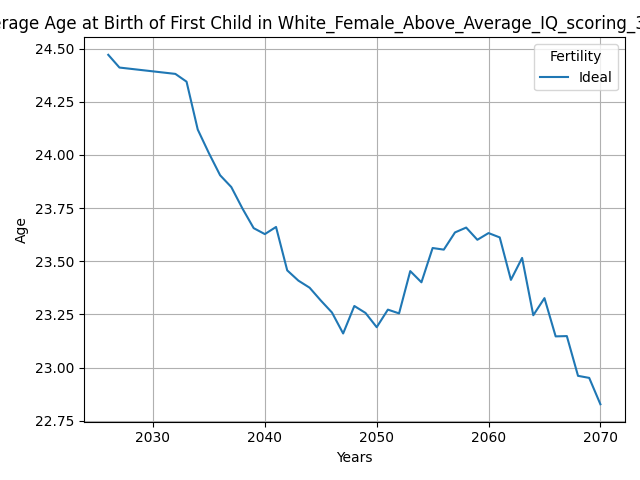 erage Age at Birth of First Child in White_Female_Above_Average_IQ_scoring_3
Fertility
Ideal
24.50
24.25
24.00
23.75
23.50
23.25
23.00
22.75
Age
2030 2040 2050 2060 2070
Years